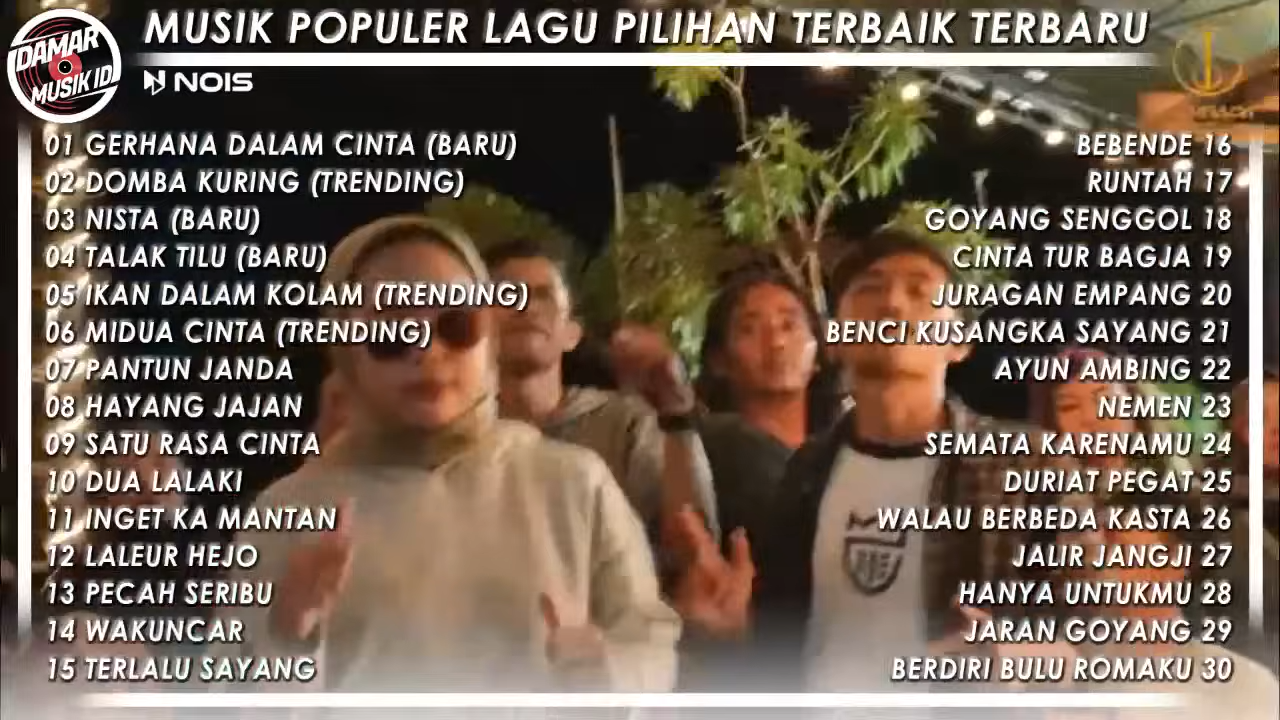 MUSIK POPULER LAGU PILIHAN TERBAIK TERBARU
DAMAR
MUSIK ID
NOIS
01 GERHANA DALAM CINTA (BARU)
02 DOMBA KURING (TRENDING)
03 NISTA (BARU)
04 TALAK TILU (BARU)
05 IKAN DALAM KOLAM (TRENDING)
06 MIDUA CINTA (TRENDING)
07 PANTUN JANDA
08 HAYANG JAJAN
09 SATU RASA CINTA
10 DUA LALAKI
11 INGET KA MANTAN
12 LALEUR HEJO
13 PECAH SERIBU
14 WAKUNCAR
15 TERLALU SAYANG
BEBENDE 16
RUNTAH 17
GOYANG SENGGOL 18
CINTA TUR BAGJA 19
JURAGAN EMPANG 20
BENCI KUSANGKA SAYANG 21
AYUN AMBING 22
NEMEN 23
SEMATA KARENAMU 24
DURIAT PEGAT 25
WALAU BERBEDA KASTA 26
JALIR JANGJI 27
HANYA UNTUKMU 28
JARAN GOYANG 29
BERDIRI BULU ROMAKU 30